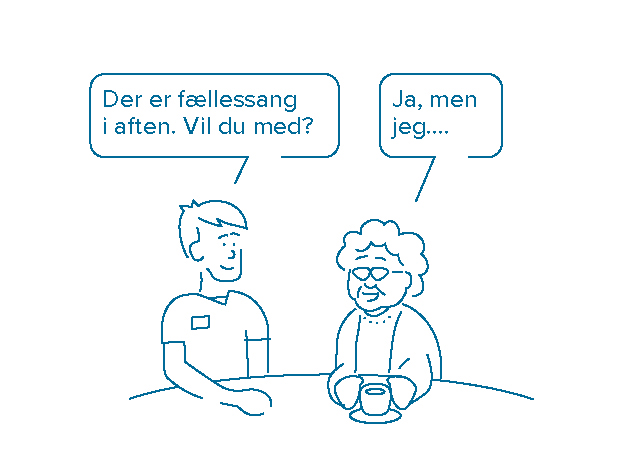 Der er fællessang
i aften. Vil du med?
Ja, men
jeg....